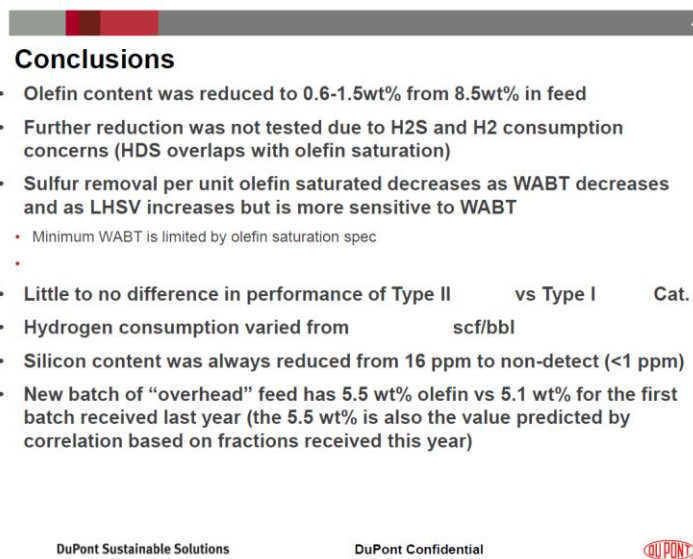 Conclusions
• Olefin content was reduced to 0.6-1.5wt% from 8.5wt% in feed
• Further reduction was not tested due to H2S and H2 consumption
concerns (HDS overlaps with olefin saturation)
• Sulfur removal per unit olefin saturated decreases as WABT decreases
and as LHSV increases but is more sensitive to WABT
• Minimum WABT is limited by olefin saturation spec
•
• Little to no difference in performance of Type II vs Type I Cat.
• Hydrogen consumption varied from scf/bbl
• Silicon content was always reduced from 16 ppm to non-detect (<1 ppm)
• New batch of “overhead” feed has 5.5 wt% olefin vs 5.1 wt% for the first
batch received last year (the 5.5 wt% is also the value predicted by
correlation based on fractions received this year)
DuPont Sustainable Solutions DuPont Confidential DU PONT